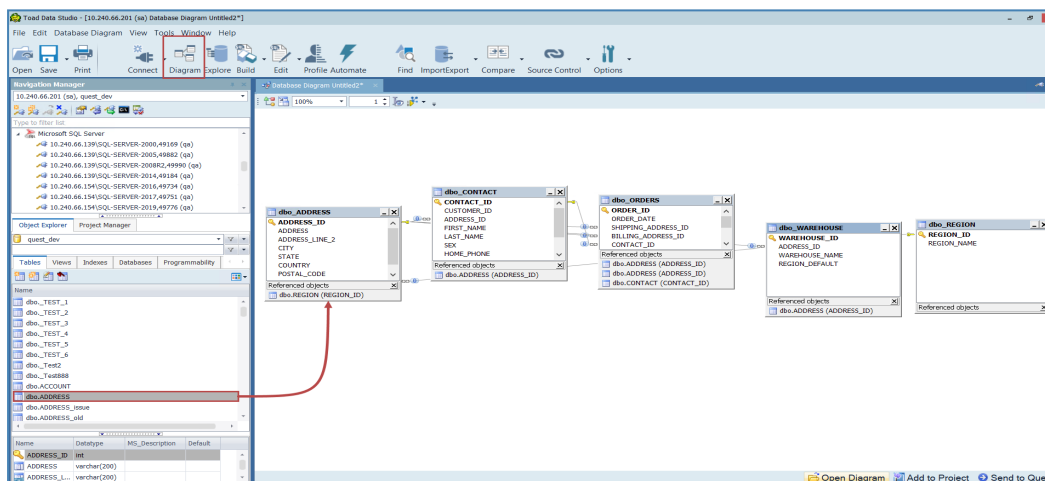 Toad Data Studio - [10.240.66.201 (sa) Database Diagram Untitled2*]
File Edit Database Diagram View Tools Window Help
Open Save Print Connect Diagram Explore Build Edit Profile Automate Find ImportExport Compare Source Control Options
Navigation Manager
Database Diagram Untitled2*
10.240.66.201 (sa), quest_dev
100% 1
Type to filter list
Microsoft SQL Server
10.240.66.139\SQL-SERVER-2000,49169 (qa)
10.240.66.139\SQL-SERVER-2005,49882 (qa)
10.240.66.139\SQL-SERVER-2008R2,49990 (qa)
10.240.66.139\SQL-SERVER-2014,49184 (qa)
10.240.66.154\SQL-SERVER-2016,49734 (qa)
10.240.66.154\SQL-SERVER-2017,49751 (qa)
10.240.66.154\SQL-SERVER-2019,49776 (qa)
Object Explorer Project Manager
quest_dev
Tables Views Indexes Databases Programmability
Name
dbo._TEST_1
dbo._TEST_2
dbo._TEST_3
dbo._TEST_4
dbo._TEST_5
dbo._TEST_6
dbo._Test2
dbo._Test888
dbo.ACCOUNT
dbo.ADDRESS
dbo.ADDRESS_issue
dbo.ADDRESS_old
Name Datatype MS_Description Default
ADDRESS_ID int
ADDRESS varchar(200)
ADDRESS_L... varchar(200)
dbo_ADDRESS
ADDRESS_ID
ADDRESS
ADDRESS_LINE_2
CITY
STATE
COUNTRY
POSTAL_CODE
Referenced objects
dbo.REGION (REGION_ID)
dbo_CONTACT
CONTACT_ID
CUSTOMER_ID
ADDRESS_ID
FIRST_NAME
LAST_NAME
SEX
HOME_PHONE
Referenced objects
dbo.ADDRESS (ADDRESS_ID)
dbo_ORDERS
ORDER_ID
ORDER_DATE
SHIPPING_ADDRESS_ID
BILLING_ADDRESS_ID
CONTACT_ID
Referenced objects
dbo.ADDRESS (ADDRESS_ID)
dbo.ADDRESS (ADDRESS_ID)
dbo.CONTACT (CONTACT_ID)
dbo_WAREHOUSE
WAREHOUSE_ID
ADDRESS_ID
WAREHOUSE_NAME
REGION_DEFAULT
Referenced objects
dbo.ADDRESS (ADDRESS_ID)
dbo_REGION
REGION_ID
REGION_NAME
Referenced objects
Open Diagram Add to Project Send to Que